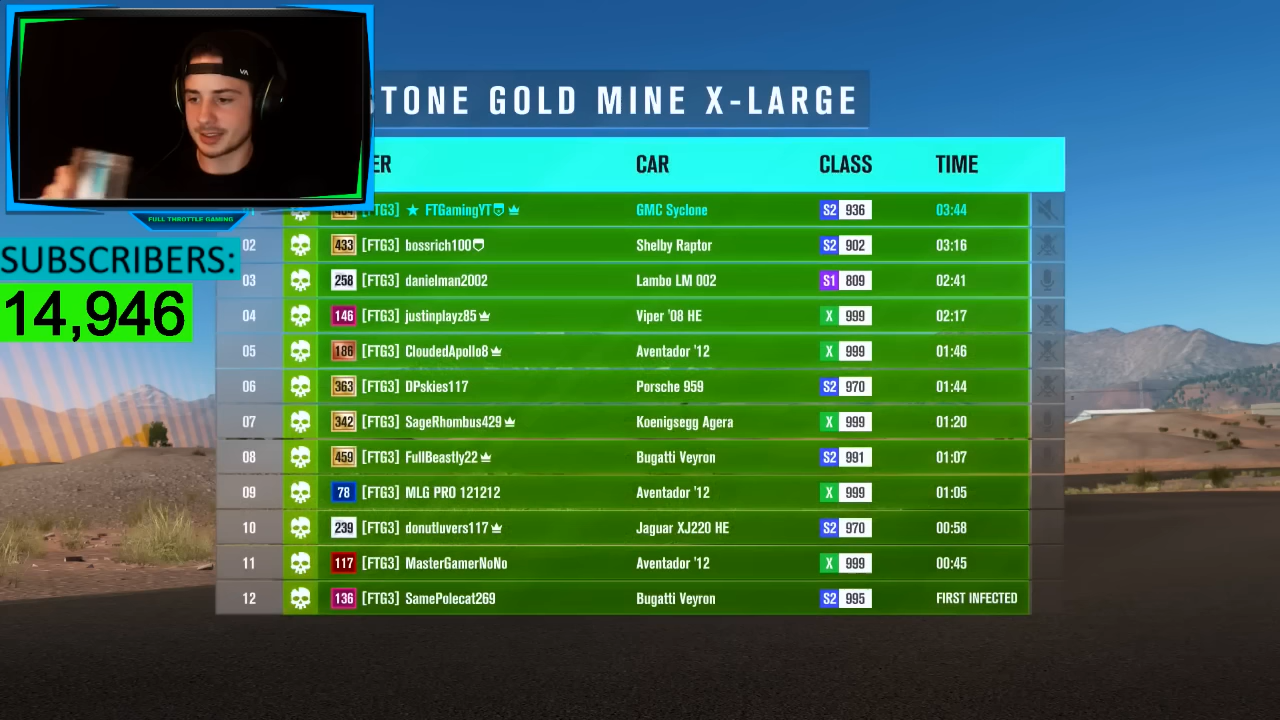 VA
STONE GOLD MINE X-LARGE
ER CAR CLASS TIME
FULL THROTTLE GAMING
[FTG3] ★ FTGamingYT GMC Syclone S2 936 03:44
SUBSCRIBERS:
14,946
02 433 [FTG3] bossrich100 Shelby Raptor S2 902 03:16
03 258 [FTG3] danielman2002 Lambo LM 002 S1 809 02:41
04 146 [FTG3] justinplayz85 Viper '08 HE X 999 02:17
05 186 [FTG3] CloudedApollo8 Aventador '12 X 999 01:46
06 363 [FTG3] DPskies117 Porsche 959 S2 970 01:44
07 342 [FTG3] SageRhombus429 Koenigsegg Agera X 999 01:20
08 459 [FTG3] FullBeastly22 Bugatti Veyron S2 991 01:07
09 78 [FTG3] MLG PRO 121212 Aventador '12 X 999 01:05
10 239 [FTG3] donutluvers117 Jaguar XJ220 HE S2 970 00:58
11 117 [FTG3] MasterGamerNoNo Aventador '12 X 999 00:45
12 136 [FTG3] SamePolecat269 Bugatti Veyron S2 995 FIRST INFECTED